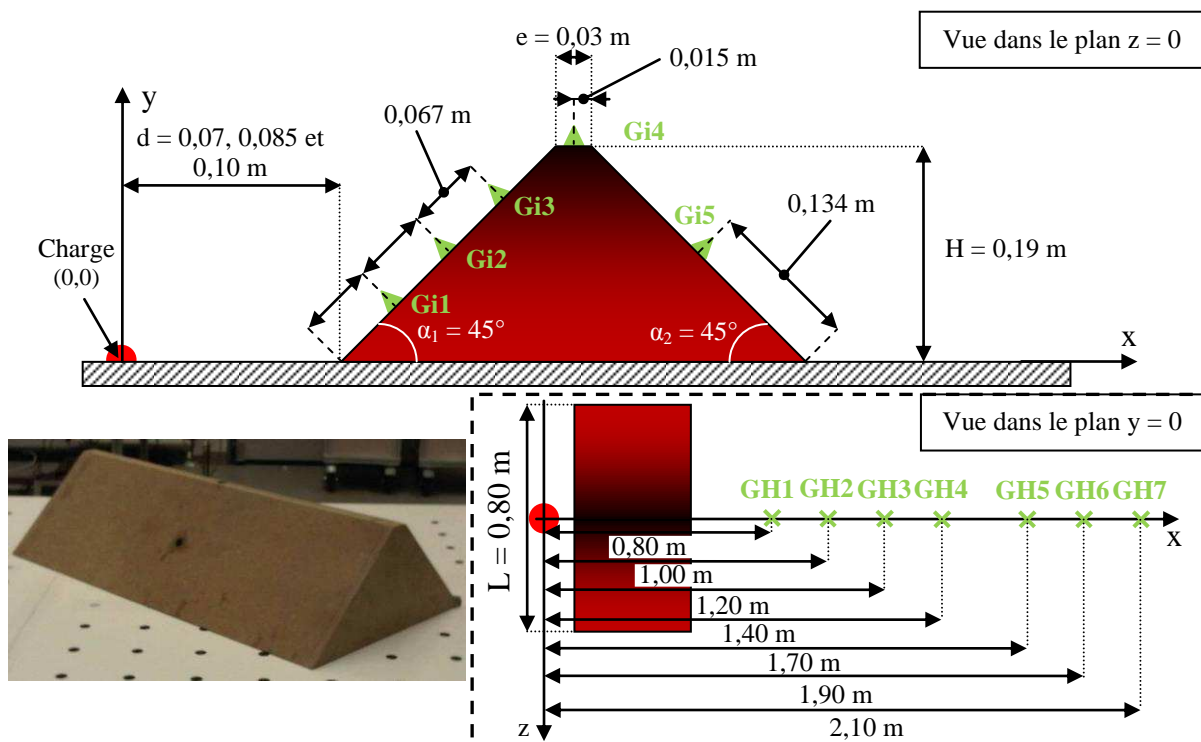 Vue dans le plan z = 0
e = 0,03 m
0,015 m
y
0,067 m
Gi4
d = 0,07, 0,085 et
0,10 m
Gi3
Gi5
0,134 m
Gi2
H = 0,19 m
Charge
(0,0)
Gi1
α1 = 45°
α2 = 45°
x
Vue dans le plan y = 0
L = 0,80 m
GH1 GH2 GH3 GH4 GH5 GH6 GH7
x
0,80 m
1,00 m
1,20 m
1,40 m
1,70 m
1,90 m
z
2,10 m